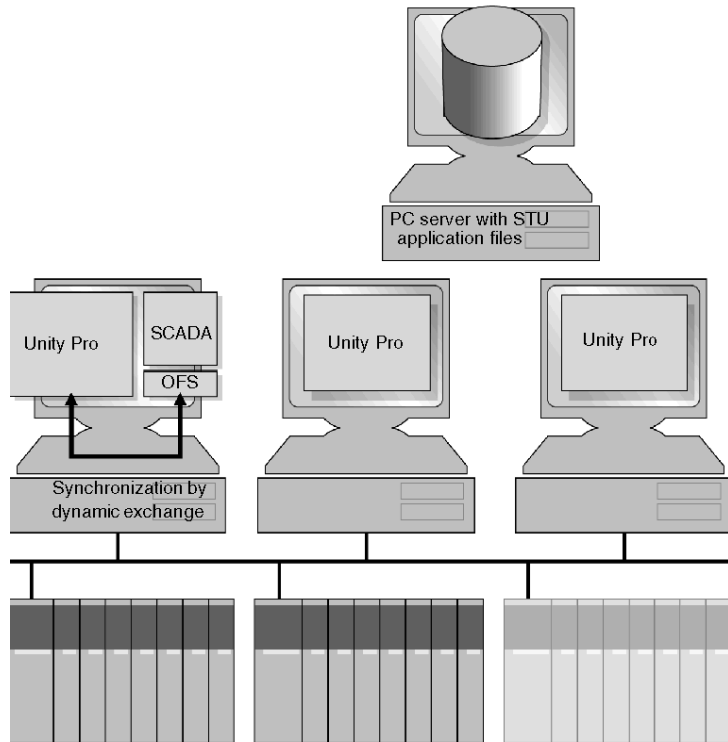 PC server with STU
application files
Unity Pro
SCADA
OFS
Unity Pro
Unity Pro
Synchronization by
dynamic exchange